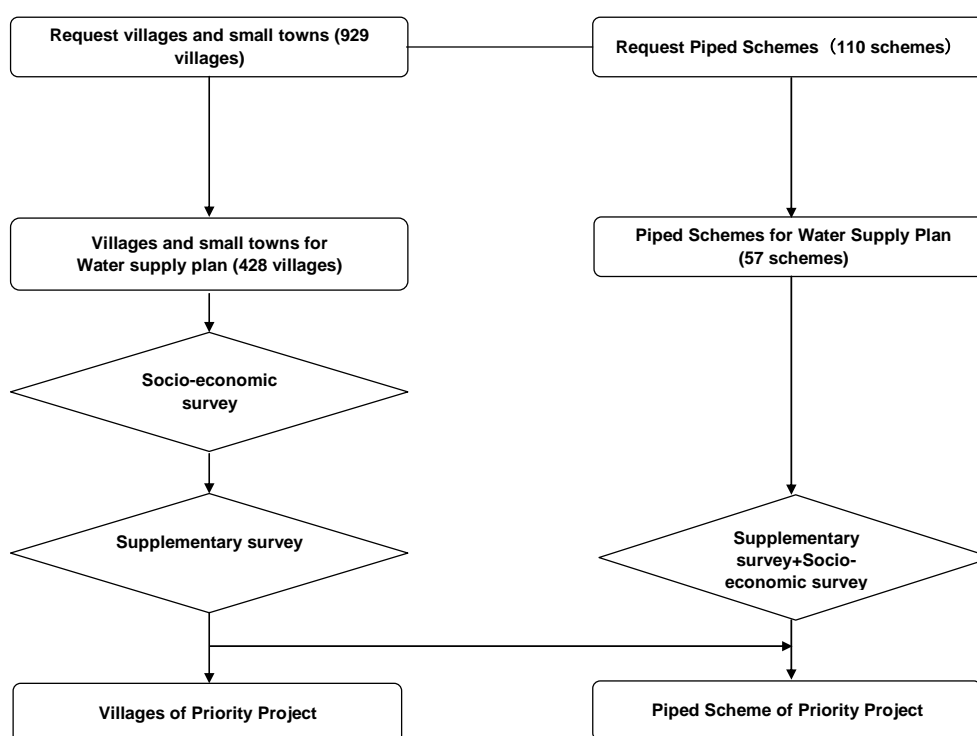 Request villages and small towns (929
villages)
Request Piped Schemes（110 schemes）
Villages and small towns for
Water supply plan (428 villages)
Piped Schemes for Water Supply Plan
(57 schemes)
Socio-economic
survey
Supplementary survey
Supplementary
survey+Socio-
economic survey
Villages of Priority Project
Piped Scheme of Priority Project